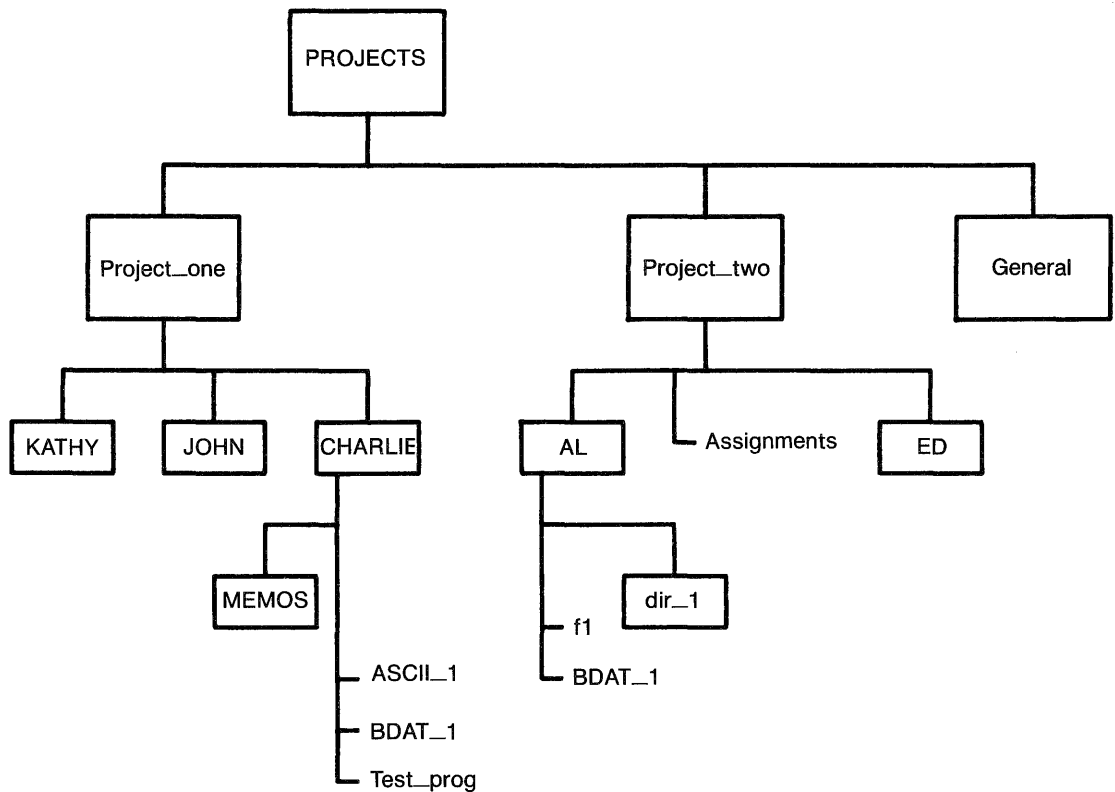 PROJECTS
Project_one
Project_two
General
KATHY
JOHN
CHARLIE
AL
Assignments
ED
MEMOS
dir_1
f1
ASCII_1
BDAT_1
BDAT_1
Test_prog